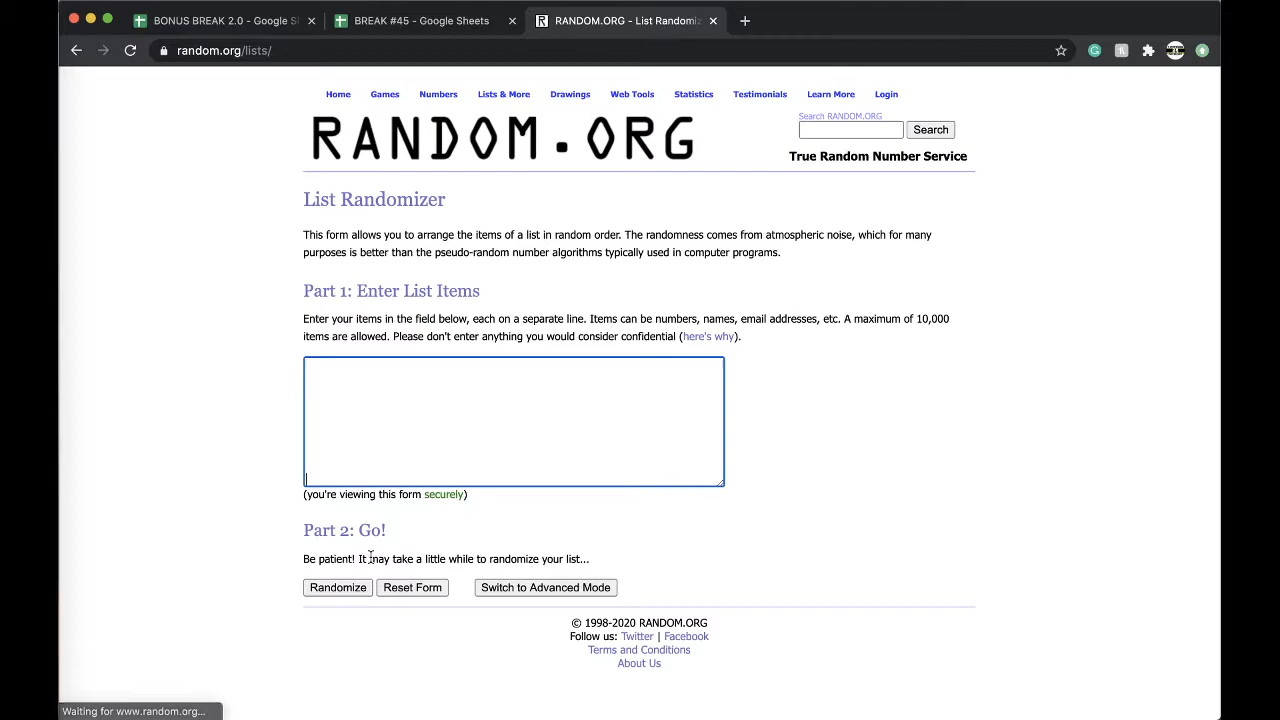 BONUS BREAK 2.0 - Google S
BREAK #45 - Google Sheets
RANDOM.ORG - List Randomiz
random.org/lists/
Home Games Numbers Lists & More Drawings Web Tools Statistics Testimonials Learn More Login
RANDOM.ORG
Search RANDOM.ORG
Search
True Random Number Service
List Randomizer
This form allows you to arrange the items of a list in random order. The randomness comes from atmospheric noise, which for many
purposes is better than the pseudo-random number algorithms typically used in computer programs.
Part 1: Enter List Items
Enter your items in the field below, each on a separate line. Items can be numbers, names, email addresses, etc. A maximum of 10,000
items are allowed. Please don't enter anything you would consider confidential (here's why).
(you're viewing this form securely)
Part 2: Go!
Be patient! It may take a little while to randomize your list...
Randomize Reset Form Switch to Advanced Mode
© 1998-2020 RANDOM.ORG
Follow us: Twitter | Facebook
Terms and Conditions
About Us
Waiting for www.random.org...